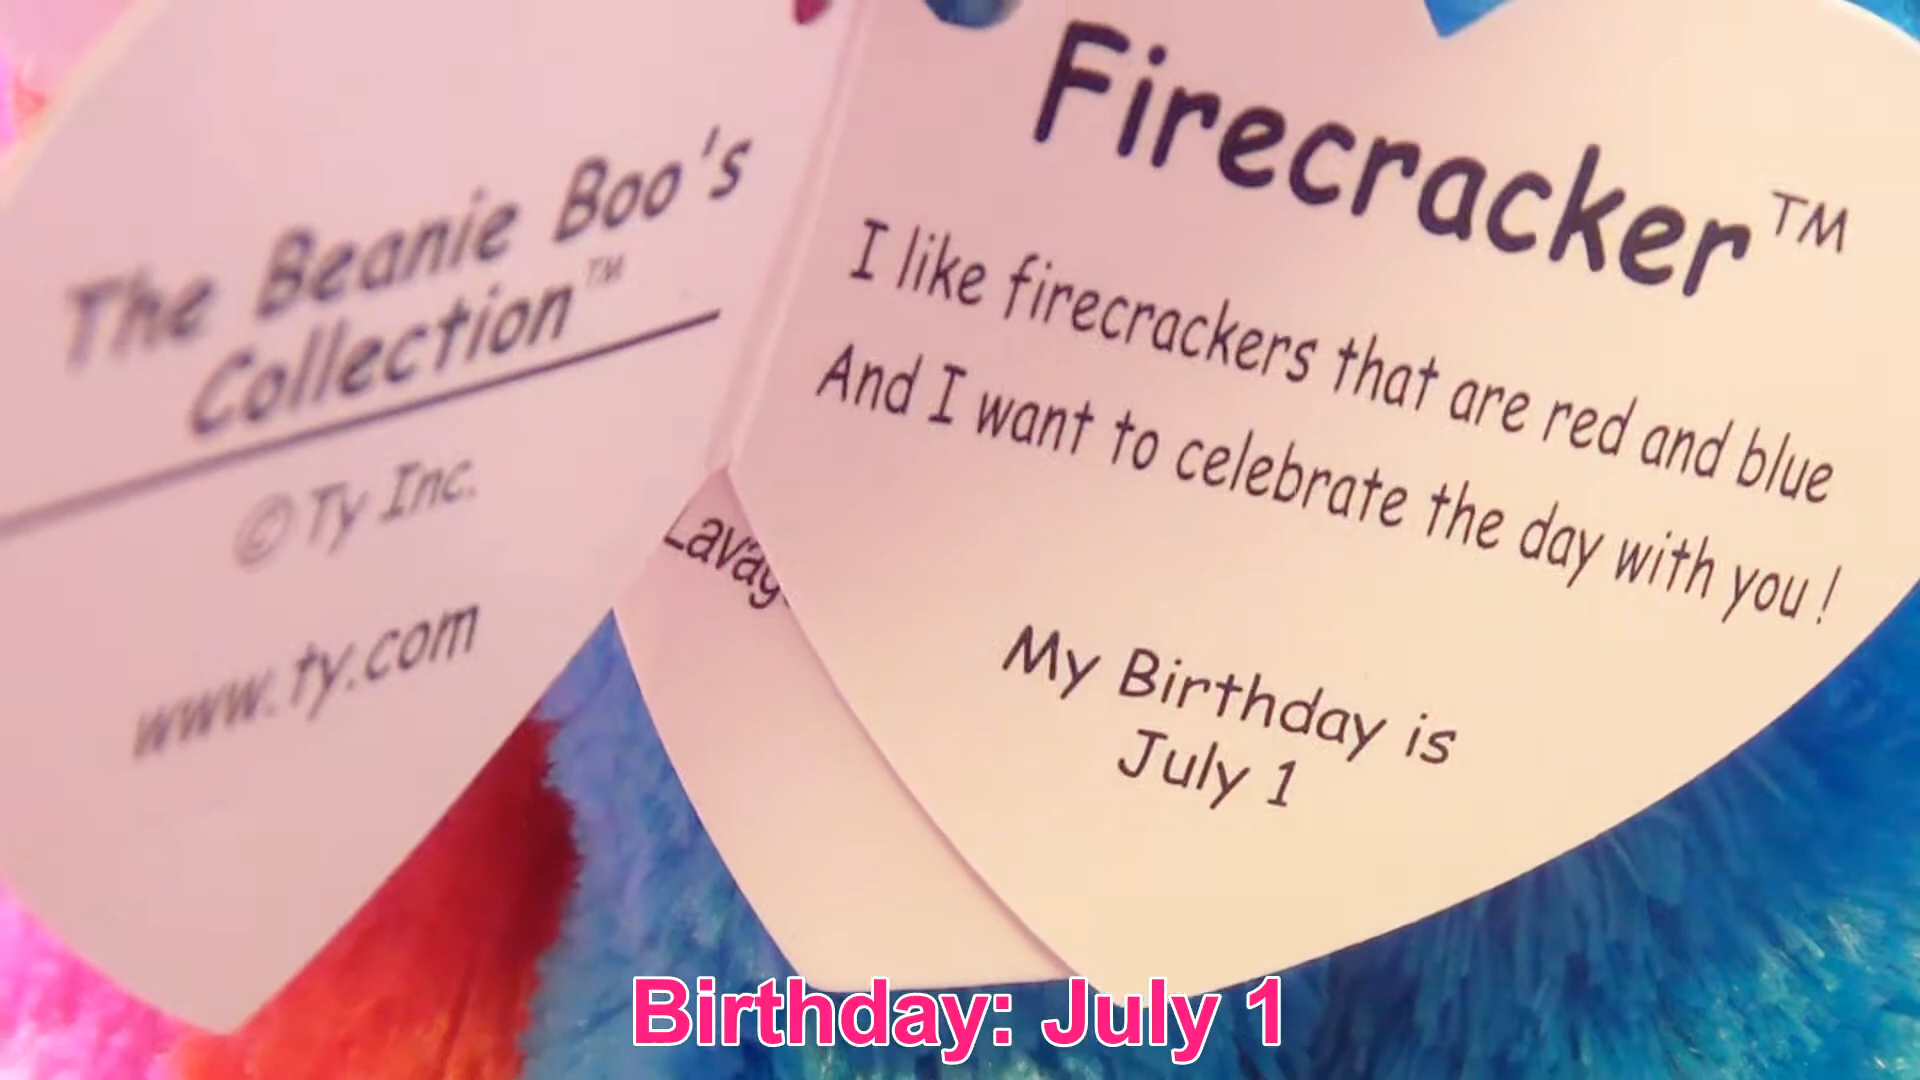 The Beanie Boo's
Collection™
© Ty Inc.
www.ty.com
Firecracker™
I like firecrackers that are red and blue
And I want to celebrate the day with you!
My Birthday is
July 1
Birthday: July 1